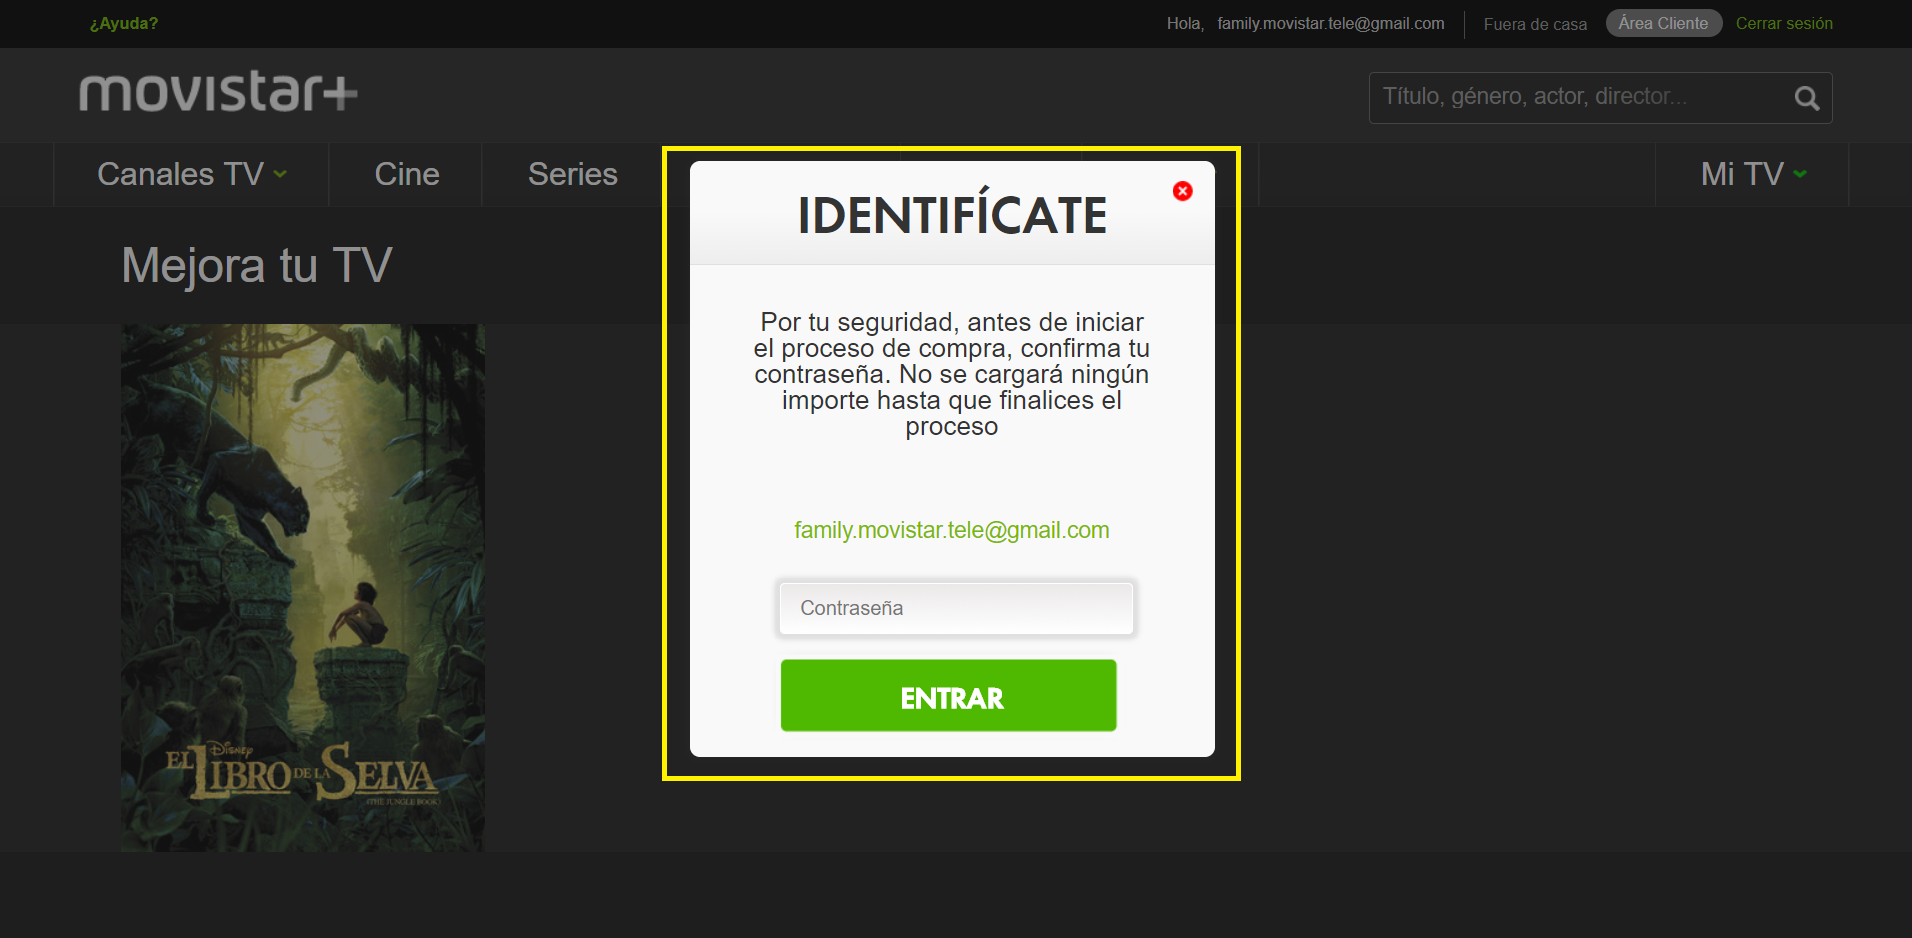 ¿Ayuda?
Hola, family.movistar.tele@gmail.com
Fuera de casa
Área Cliente
Cerrar sesión
movistar+
Título, género, actor, director...
Canales TV
Cine
Series
Mi TV
Mejora tu TV
IDENTIFÍCATE
Por tu seguridad, antes de iniciar
el proceso de compra, confirma tu
contraseña. No se cargará ningún
importe hasta que finalices el
proceso
family.movistar.tele@gmail.com
Contraseña
ENTRAR
Disney
EL LIBRO DE LA SELVA
(THE JUNGLE BOOK)